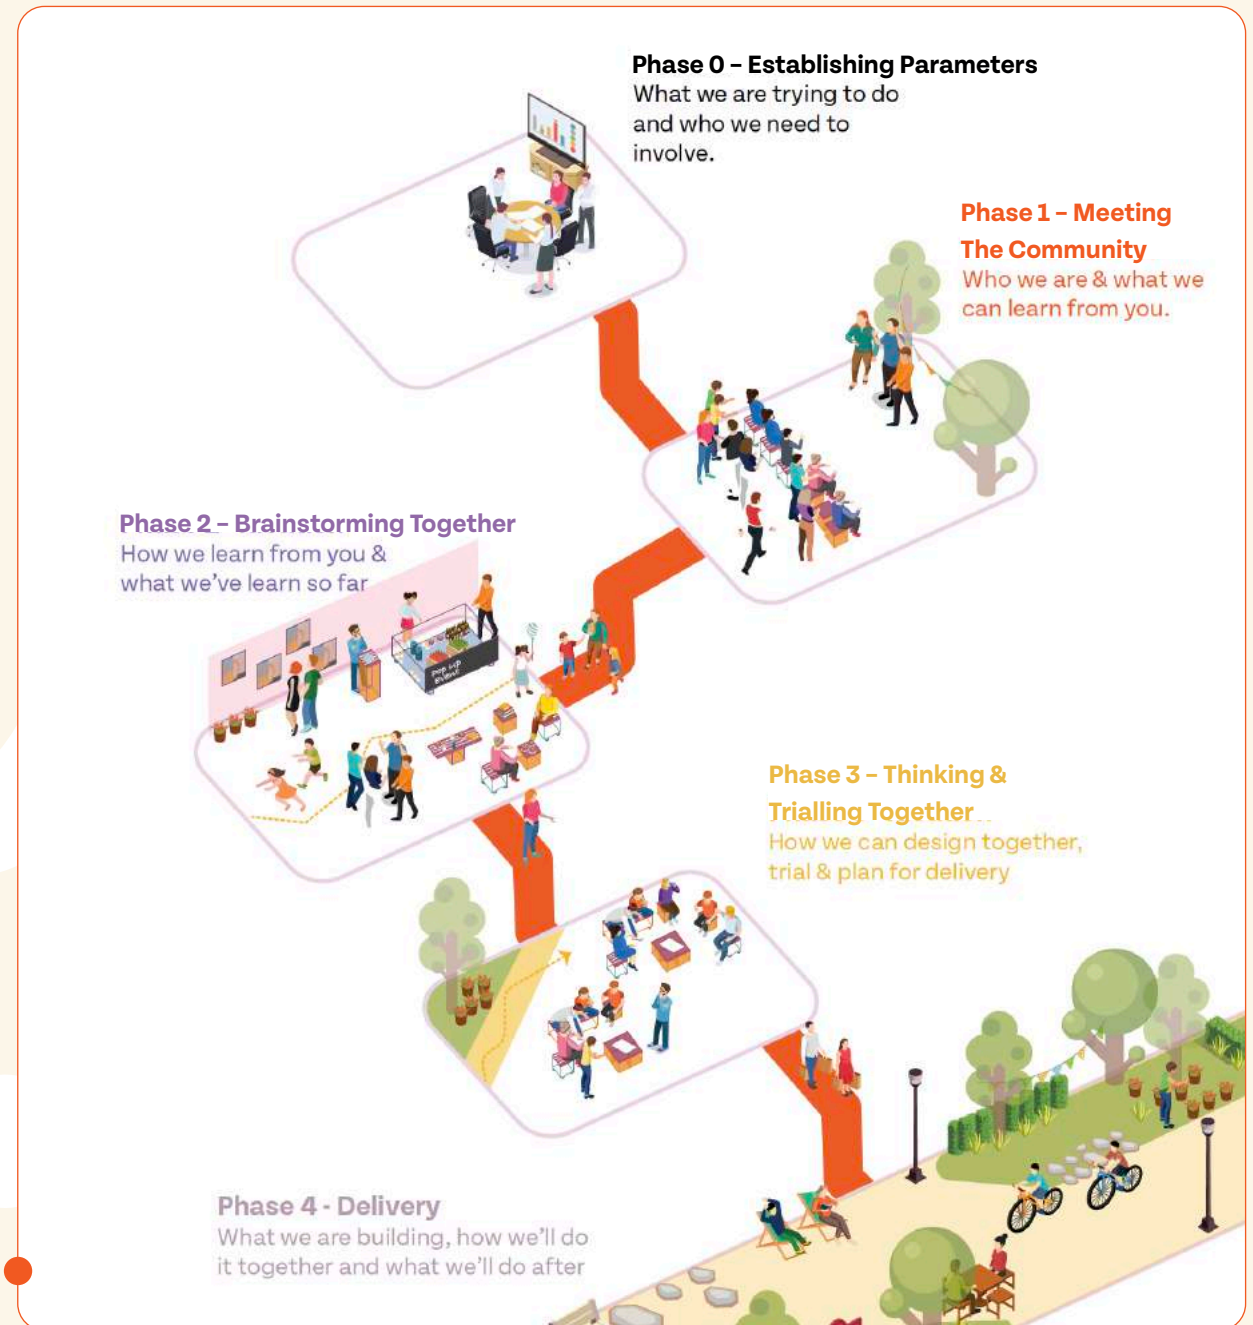 Phase 0 – Establishing Parameters
What we are trying to do
and who we need to
involve.
Phase 1 – Meeting
The Community
Who we are & what we
can learn from you.
Phase 2 – Brainstorming Together
How we learn from you &
what we've learn so far
Pop up
event
Phase 3 – Thinking &
Trialling Together
How we can design together,
trial & plan for delivery
Phase 4 - Delivery
What we are building, how we'll do
it together and what we'll do after